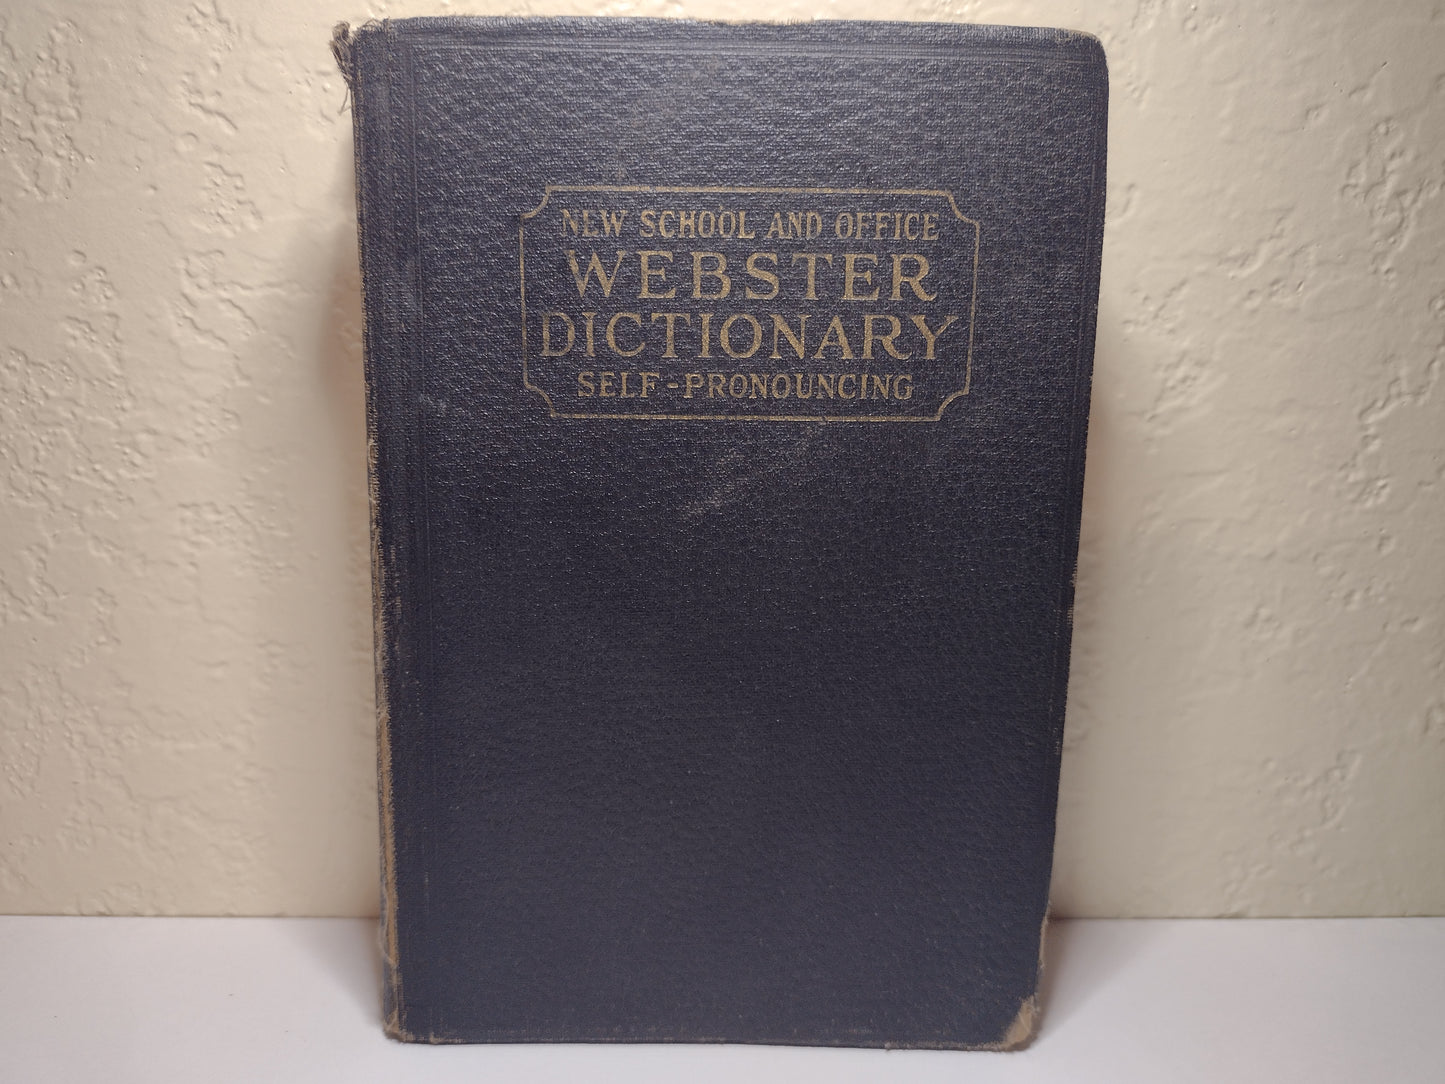 NEW SCHOOL AND OFFICE
WEBSTER
DICTIONARY
SELF-PRONOUNCING